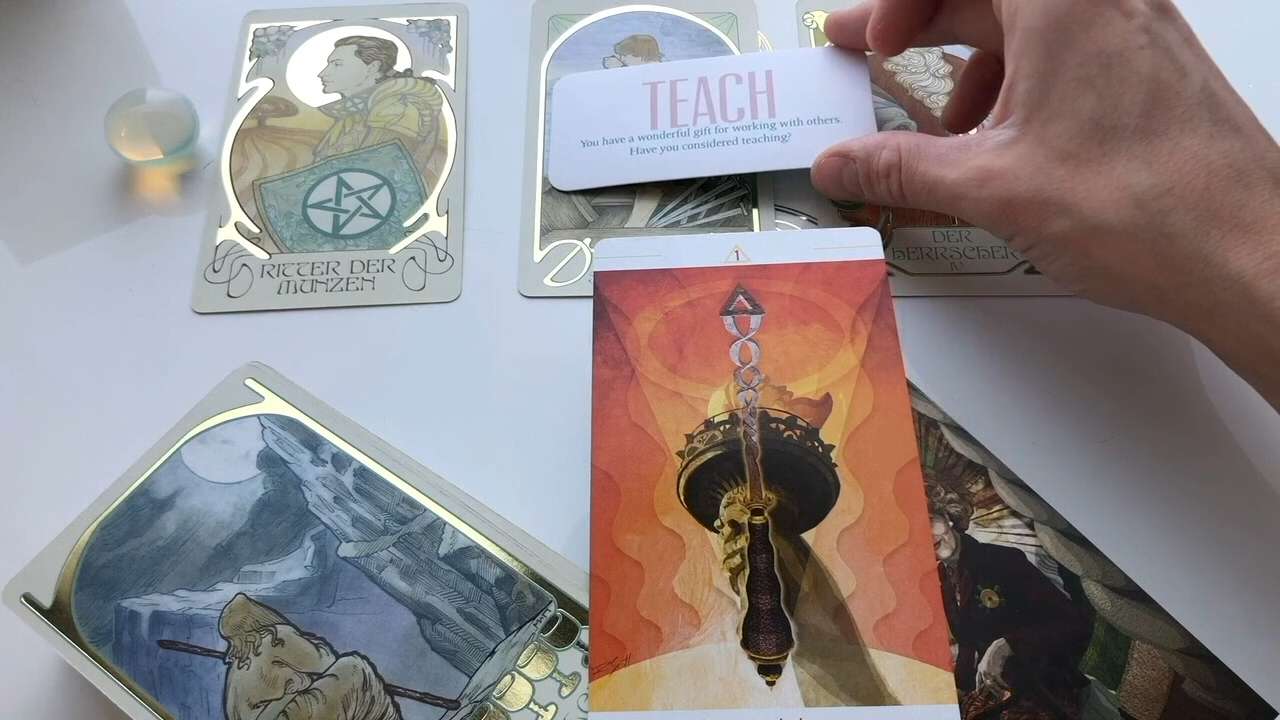 TEACH
You have a wonderful gift for working with others.
Have you considered teaching?
RITTER DER
MÜNZEN
DER
HERRSCHER
IV
1